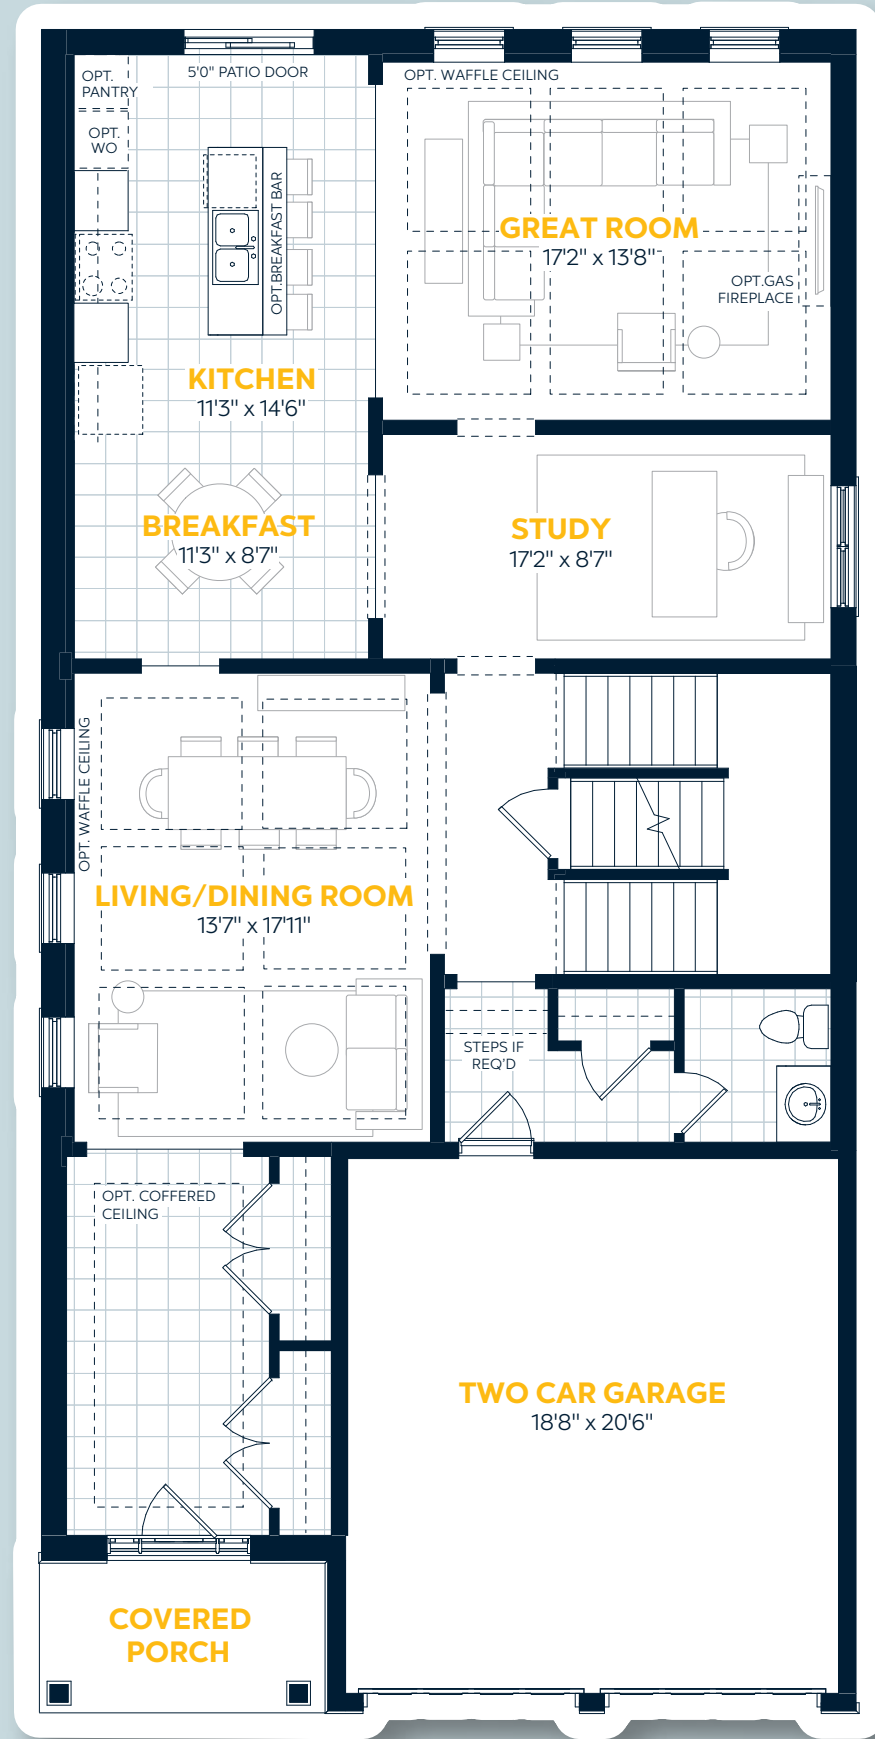 OPT.
PANTRY
5'0" PATIO DOOR
OPT. WAFFLE CEILING
OPT.
WO
OPT.BREAKFAST BAR
GREAT ROOM
17'2" x 13'8"
OPT.GAS
FIREPLACE
KITCHEN
11'3" x 14'6"
BREAKFAST
11'3" x 8'7"
STUDY
17'2" x 8'7"
OPT. WAFFLE CEILING
LIVING/DINING ROOM
13'7" x 17'11"
STEPS IF
REQ'D
OPT. COFFERED
CEILING
TWO CAR GARAGE
18'8" x 20'6"
COVERED
PORCH